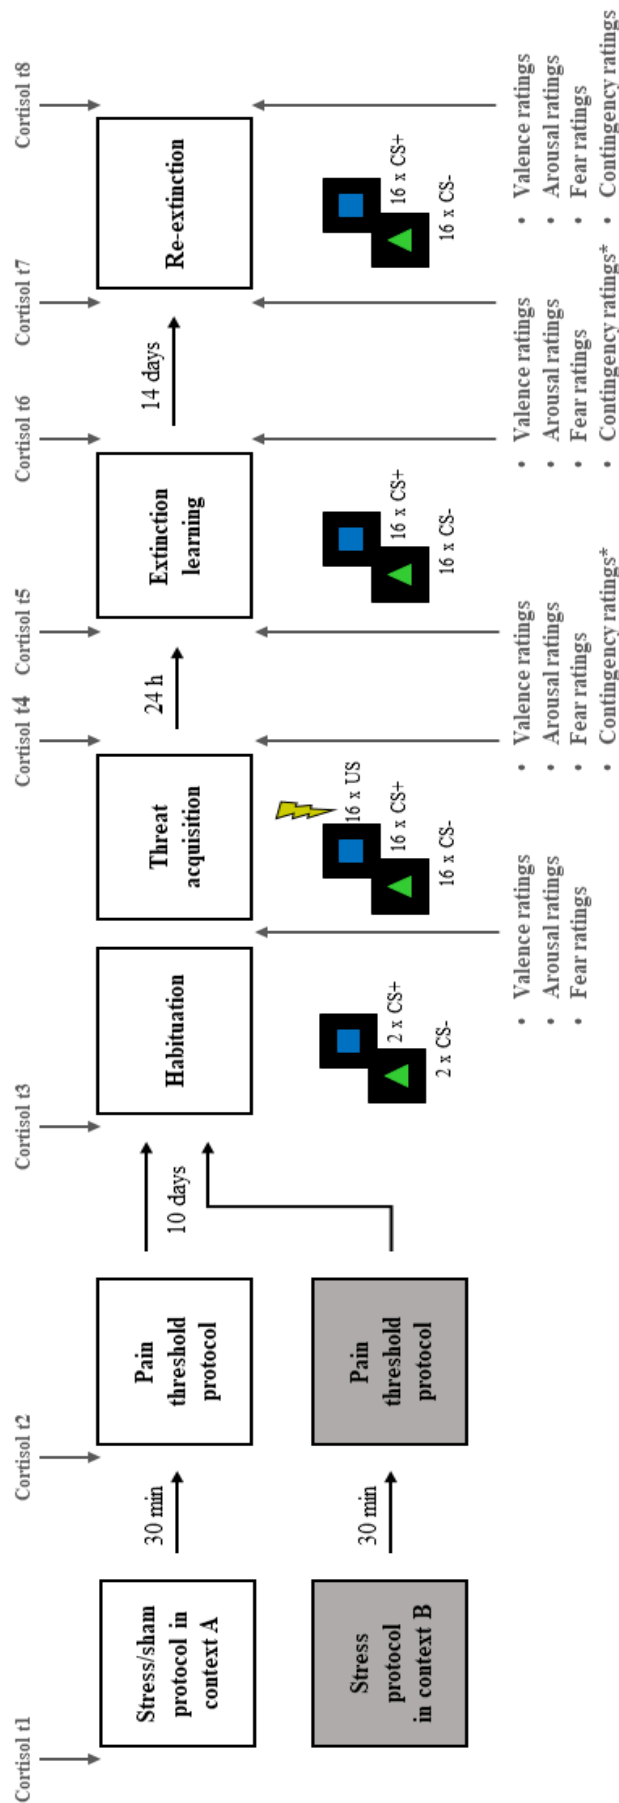 Cortisol t1
Cortisol t2
Cortisol t3
Cortisol t4
Cortisol t5
Cortisol t6
Cortisol t7
Cortisol t8
Stress/sham
protocol in
context A
30 min
Pain
threshold
protocol
10 days
Habituation
Threat
acquisition
24 h
Extinction
learning
14 days
Re-extinction
Stress
protocol
in context B
30 min
Pain
threshold
protocol
2 x CS+
2 x CS-
16 x US
16 x CS+
16 x CS-
16 x CS+
16 x CS-
16 x CS+
16 x CS-
• Valence ratings
• Arousal ratings
• Fear ratings
• Valence ratings
• Arousal ratings
• Fear ratings
• Contingency ratings*
• Valence ratings
• Arousal ratings
• Fear ratings
• Contingency ratings*
• Valence ratings
• Arousal ratings
• Fear ratings
• Contingency ratings